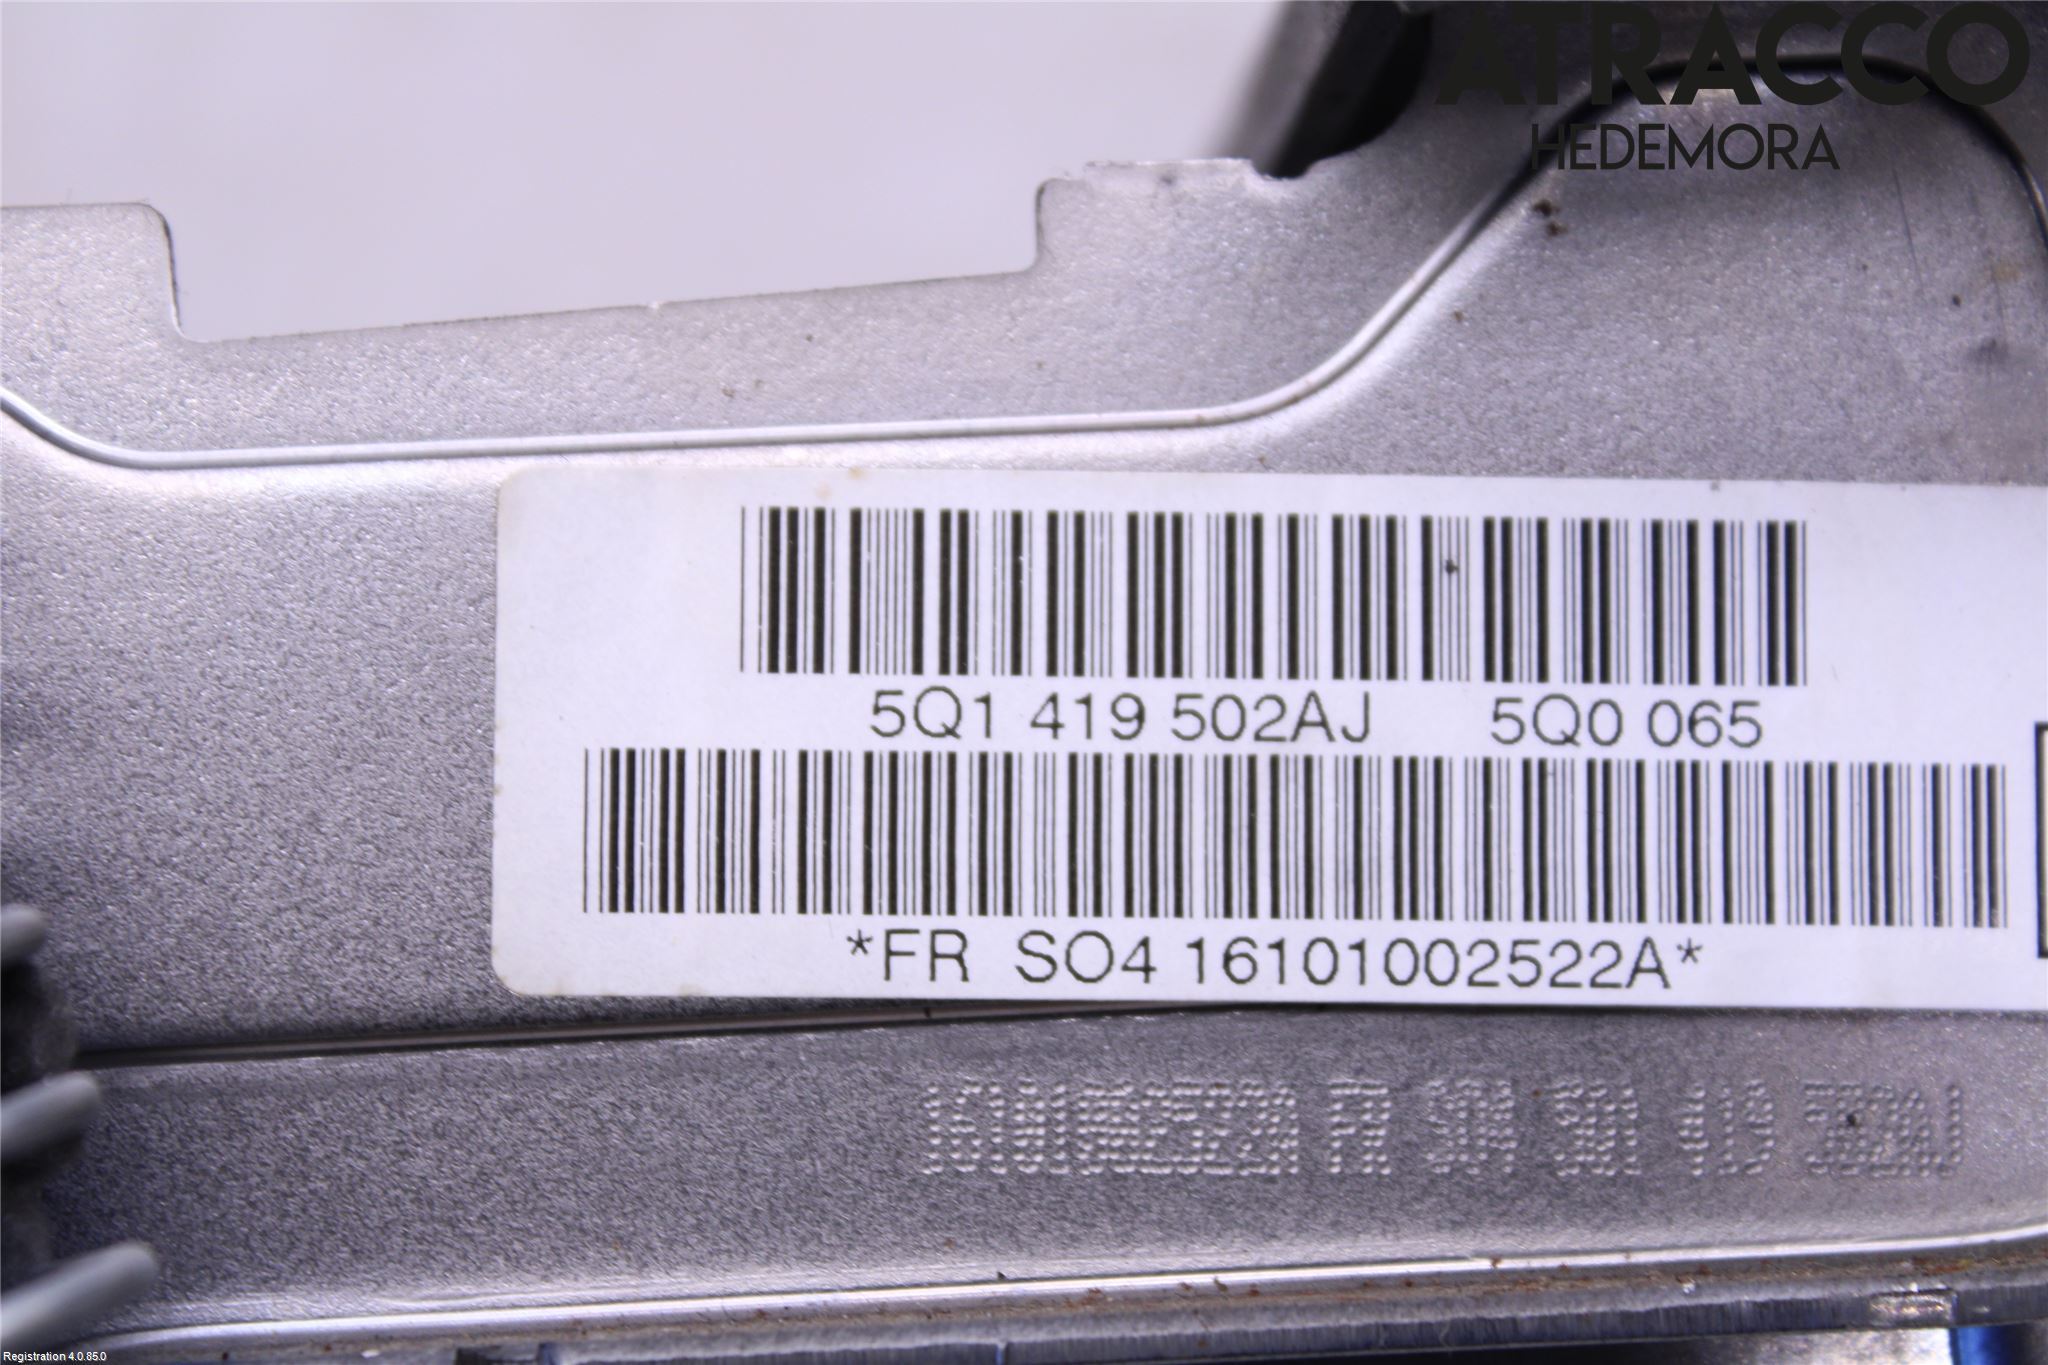 ATRACCO
HEDEMORA
5Q1 419 502AJ 5Q0 065
*FR SO4 16101002522A*
Registration 4.0.85.0